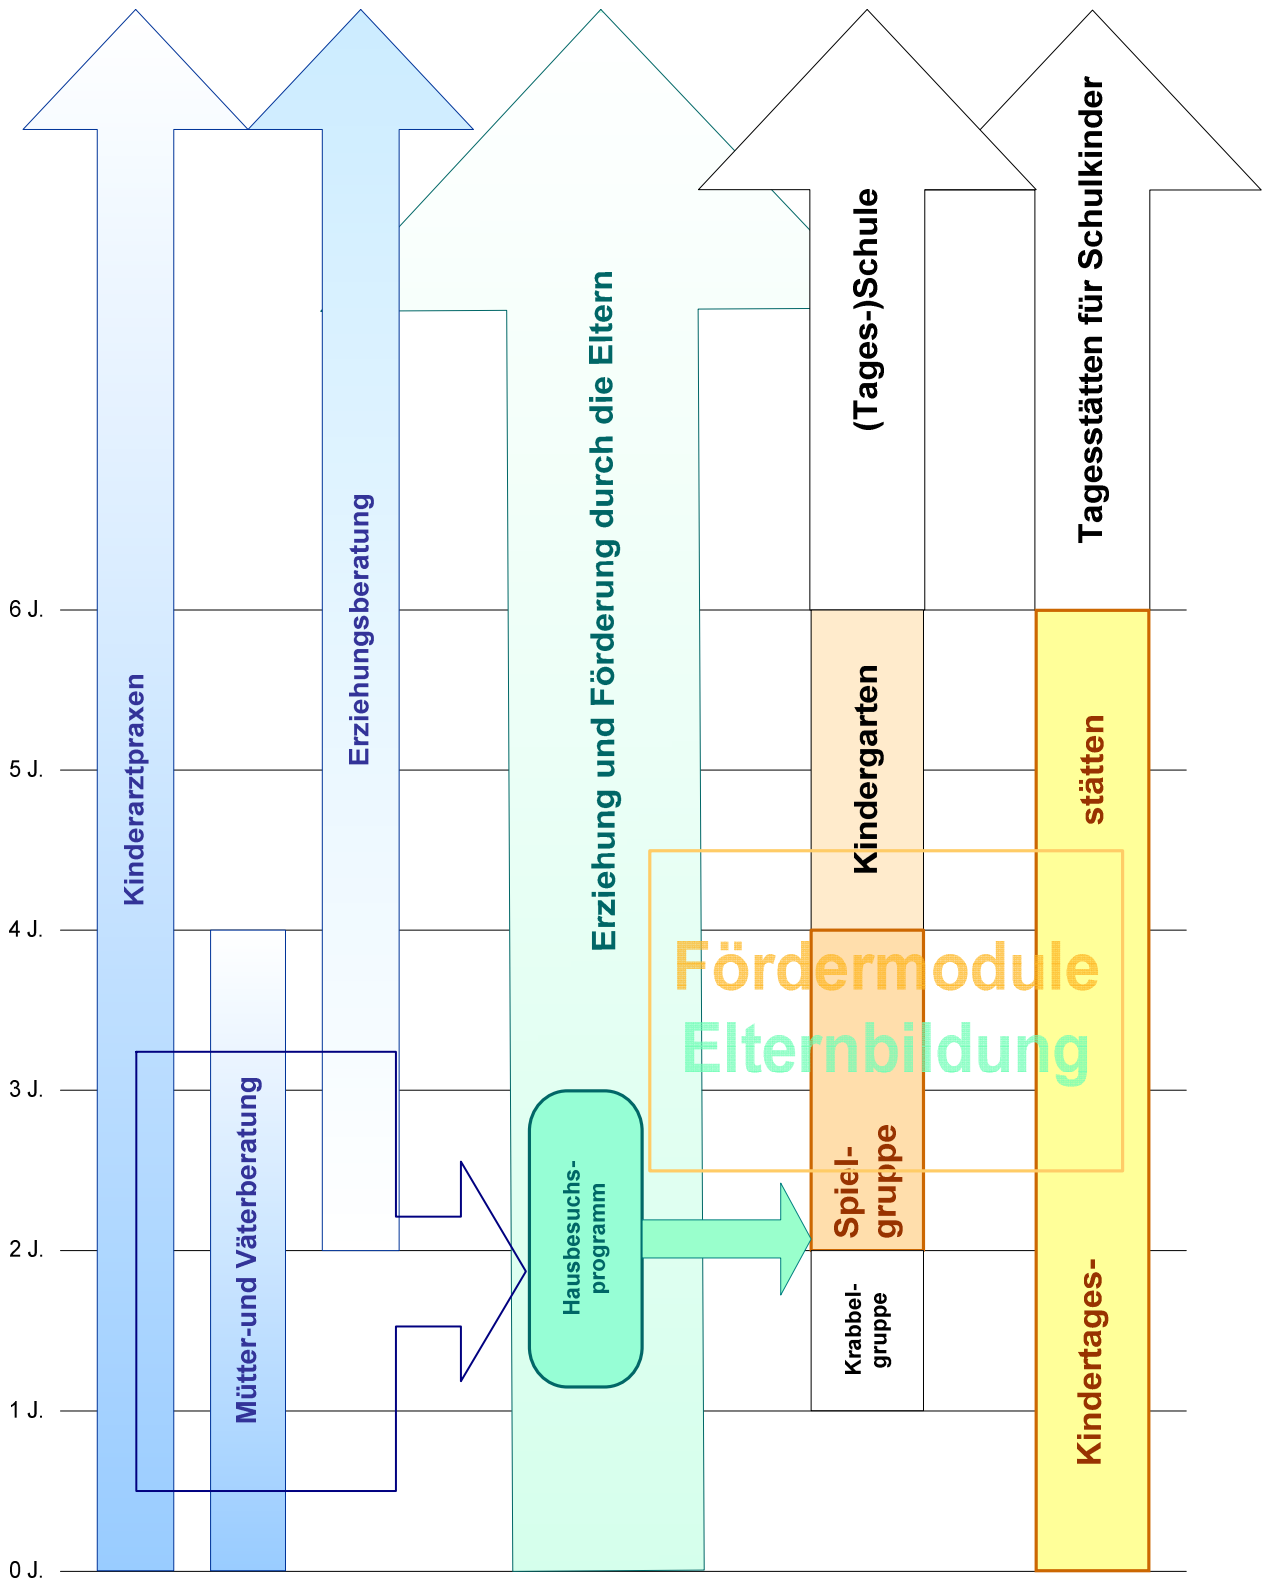 Kinderarztpraxen
Mütter-und Väterberatung
Erziehungsberatung
Erziehung und Förderung durch die Eltern
Hausbesuchs-
programm
(Tages-)Schule
Kindergarten
Spiel-
gruppe
Krabbel-
gruppe
Tagesstätten für Schulkinder
Kindertages-
stätten
Fördermodule
Elternbildung
6 J.
5 J.
4 J.
3 J.
2 J.
1 J.
0 J.